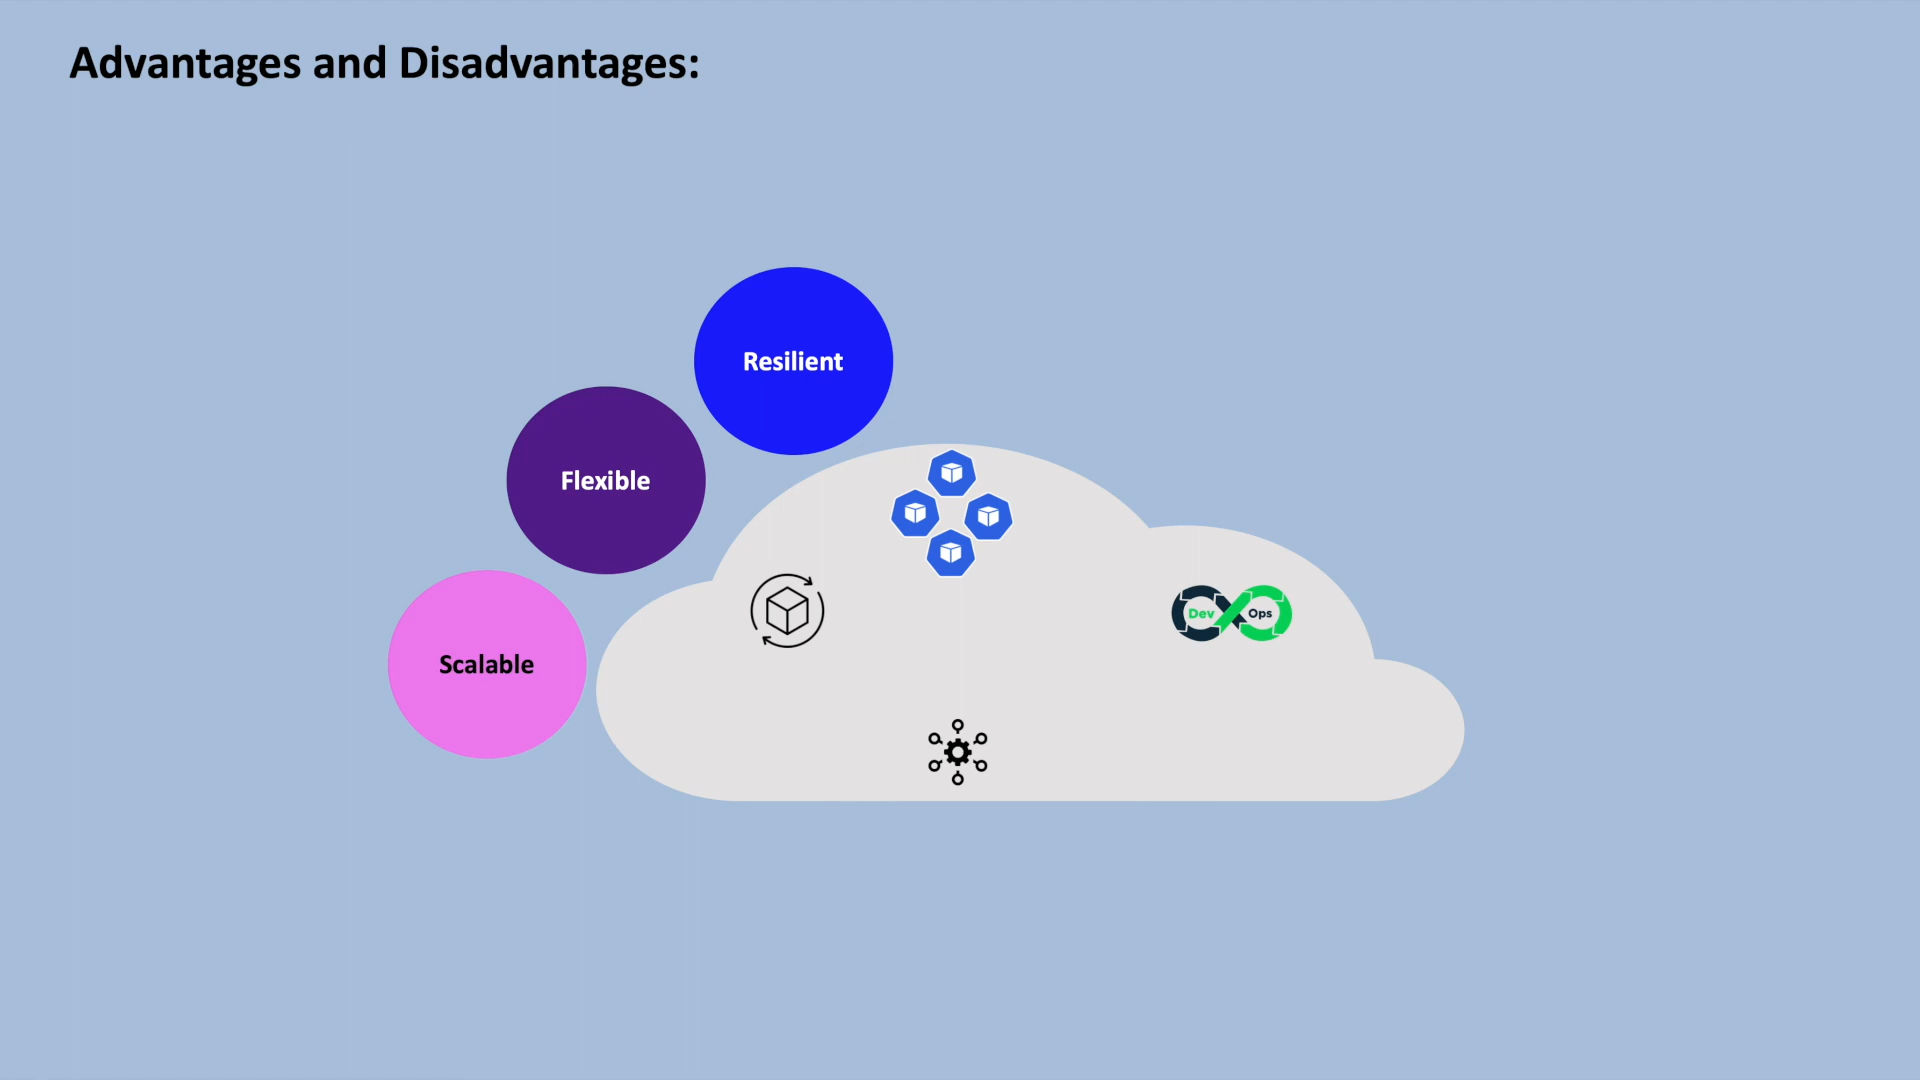 Advantages and Disadvantages:
Resilient
Flexible
Scalable
Dev Ops